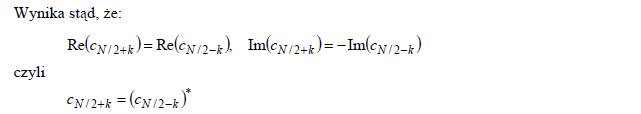 Wynika stąd, że:
Re(c_{N/2+k}) = Re(c_{N/2−k}), Im(c_{N/2+k}) = −Im(c_{N/2−k})
czyli
c_{N/2+k} = (c_{N/2−k})^*